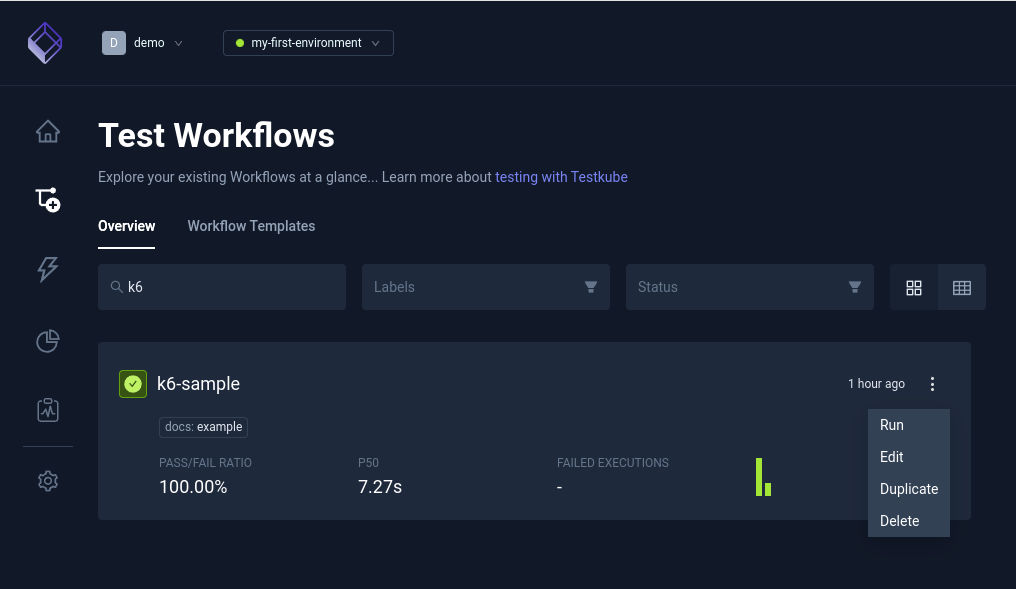 D demo my-first-environment
Test Workflows
Explore your existing Workflows at a glance... Learn more about testing with Testkube
Overview Workflow Templates
k6 Labels Status
k6-sample 1 hour ago
docs: example
Run
Edit
Duplicate
Delete
PASS/FAIL RATIO P50 FAILED EXECUTIONS
100.00% 7.27s -